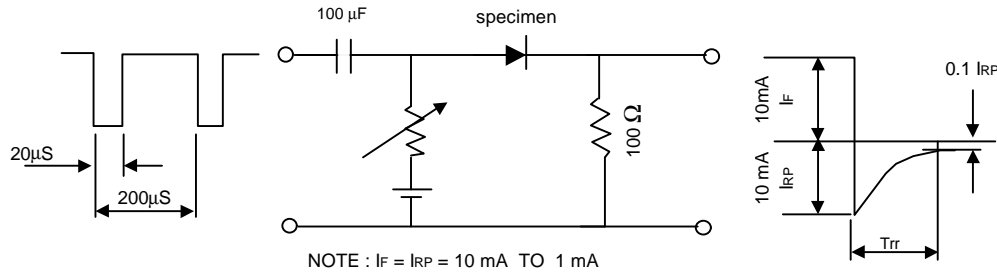 100 µF
specimen
20µS
200µS
100 Ω
10mA
IF
10 mA
IRP
0.1 IRP
Trr
NOTE : IF = IRP = 10 mA TO 1 mA